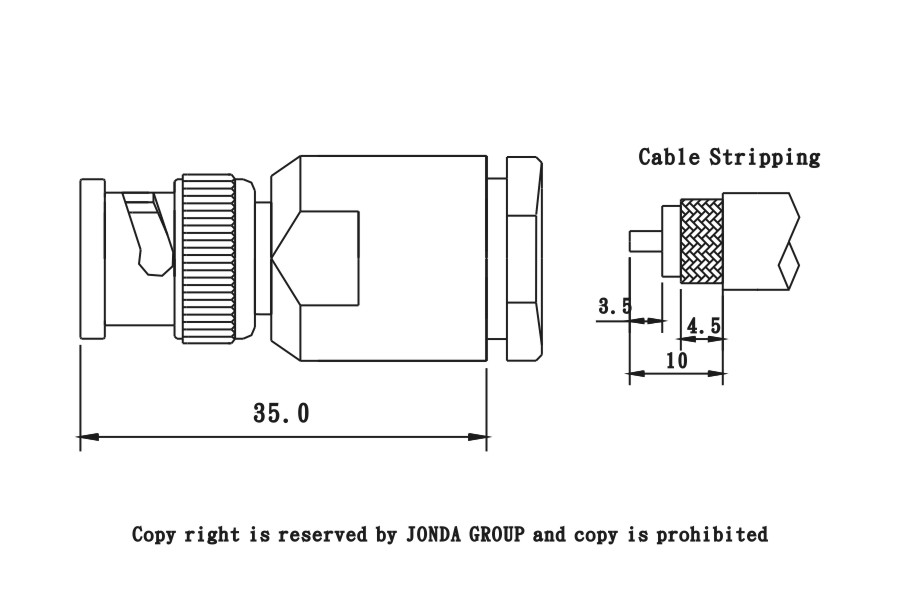 Cable Stripping
3.5
4.5
10
35.0
Copy right is reserved by JONDA GROUP and copy is prohibited